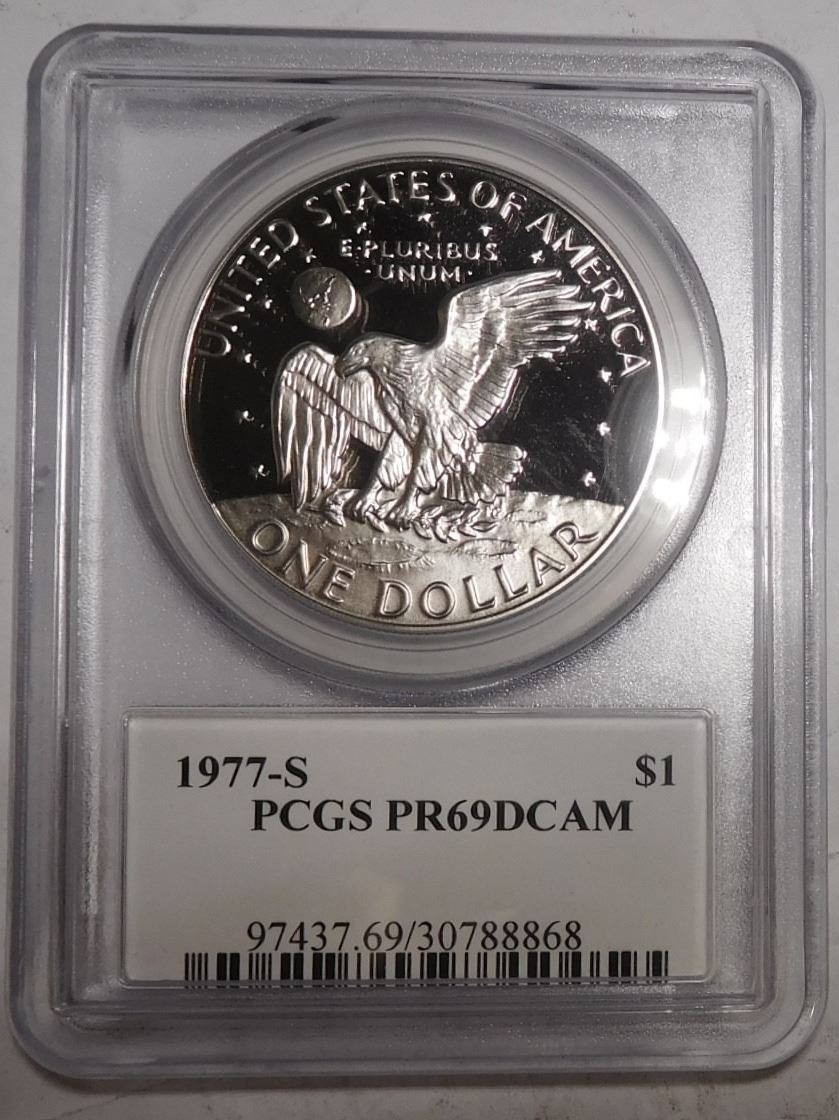 UNITED STATES OF AMERICA
E·PLURIBUS
·UNUM·
ONE DOLLAR
1977-S $1
PCGS PR69DCAM
97437.69/30788868